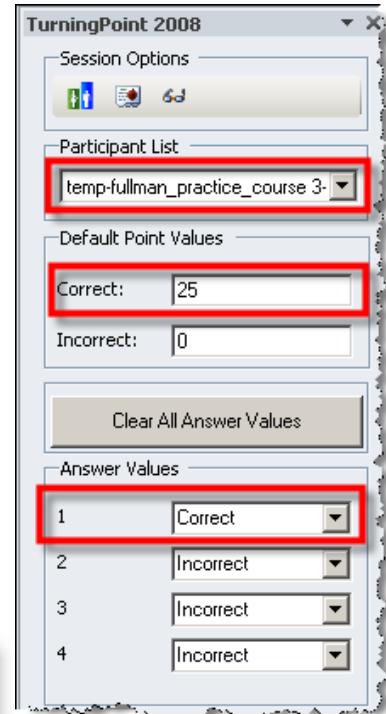 TurningPoint 2008
Session Options
Participant List
temp-fullman_practice_course 3-
Default Point Values
Correct: 25
Incorrect: 0
Clear All Answer Values
Answer Values
1 Correct
2 Incorrect
3 Incorrect
4 Incorrect